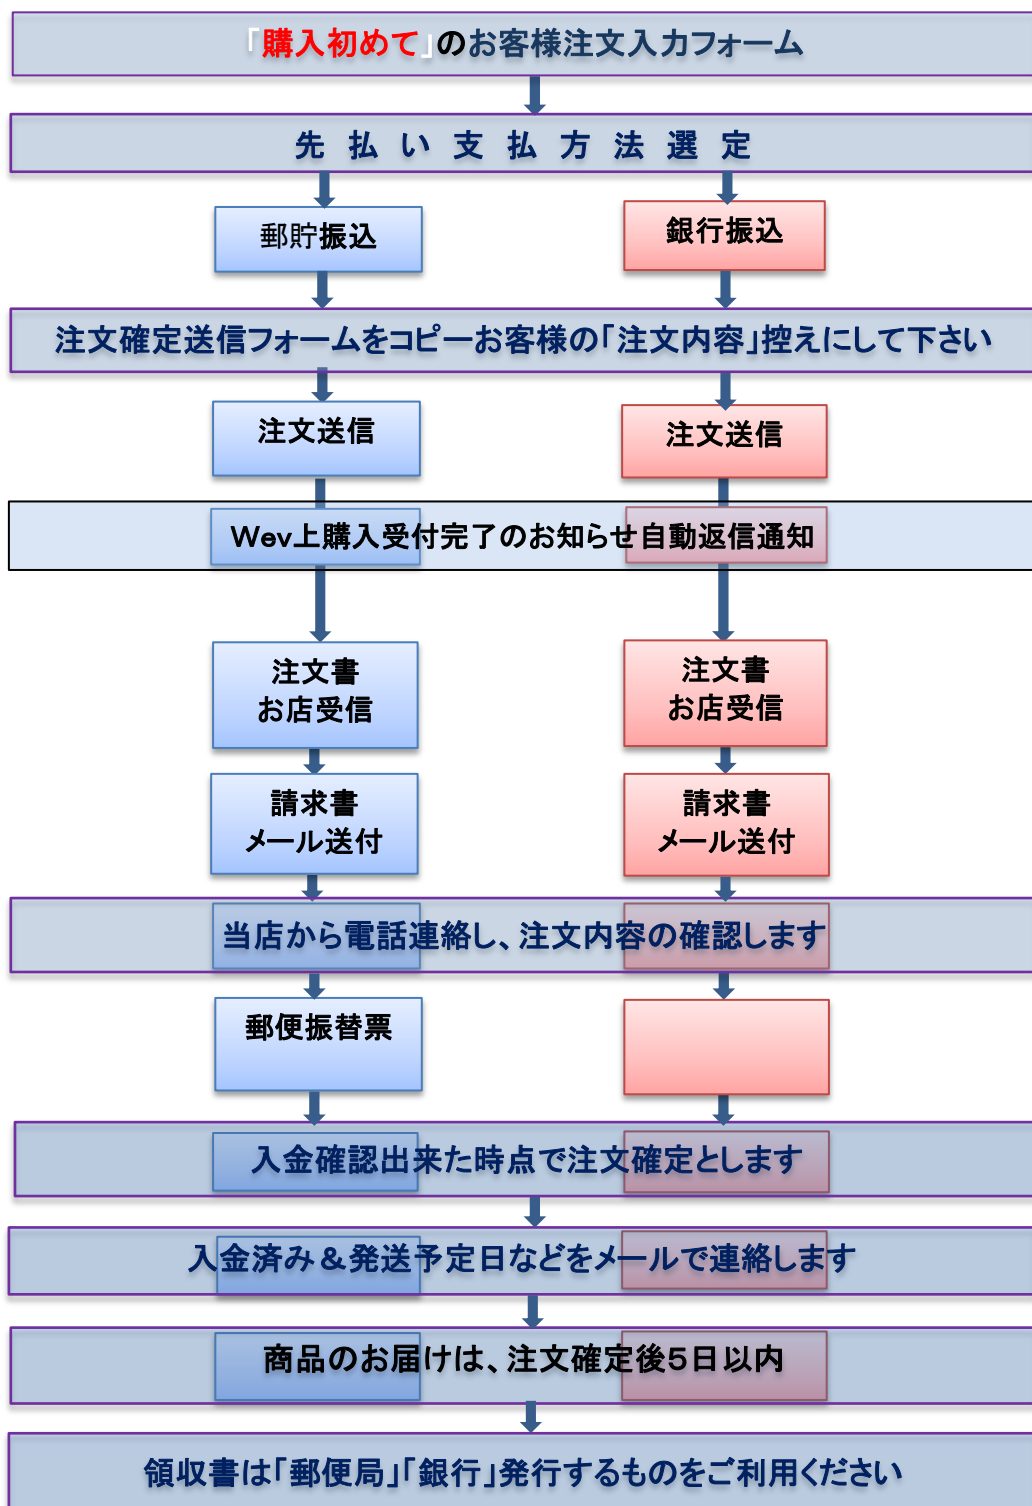 「購入初めて」のお客様注文入力フォーム
先払い支払方法選定
郵貯振込
銀行振込
注文確定送信フォームをコピーお客様の「注文内容」控えにして下さい
注文送信
注文送信
Wev上購入受付完了のお知らせ自動返信通知
注文書
お店受信
注文書
お店受信
請求書
メール送付
請求書
メール送付
当店から電話連絡し、注文内容の確認します
郵便振替票
入金確認出来た時点で注文確定とします
入金済み＆発送予定日などをメールで連絡します
商品のお届けは、注文確定後５日以内
領収書は「郵便局」「銀行」発行するものをご利用ください